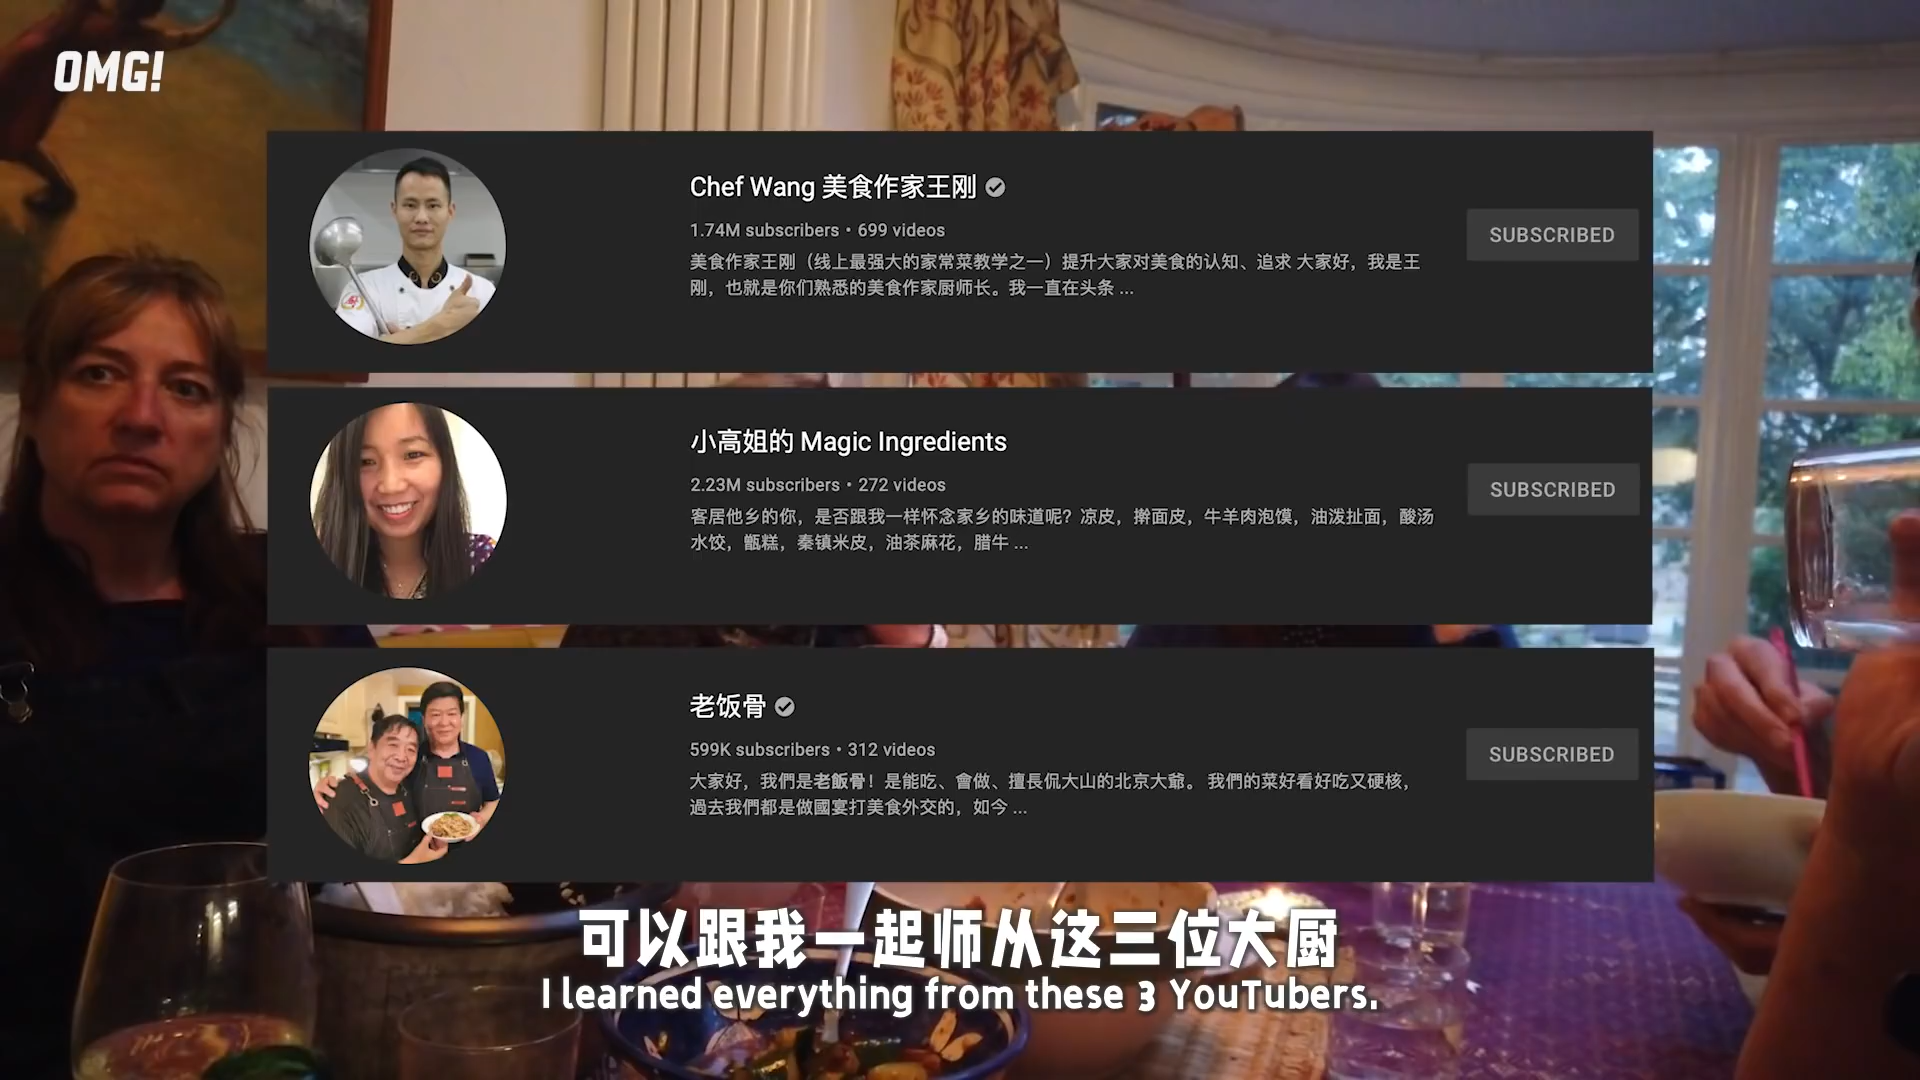 OMG!
Chef Wang 美食作家王刚
1.74M subscribers • 699 videos
SUBSCRIBED
美食作家王刚（线上最强大的家常菜教学之一）提升大家对美食的认知、追求 大家好，我是王
刚，也就是你们熟悉的美食作家厨师长。我一直在头条 ...
小高姐的 Magic Ingredients
2.23M subscribers • 272 videos
SUBSCRIBED
客居他乡的你，是否跟我一样怀念家乡的味道呢？凉皮，擀面皮，牛羊肉泡馍，油泼扯面，酸汤
水饺，甑糕，秦镇米皮，油茶麻花，腊牛 ...
老饭骨
599K subscribers • 312 videos
SUBSCRIBED
大家好，我們是老飯骨！是能吃、會做、擅長侃大山的北京大爺。 我們的菜好看好吃又硬核，
過去我們都是做國宴打美食外交的，如今 ...
可以跟我一起师从这三位大厨
I learned everything from these 3 YouTubers.